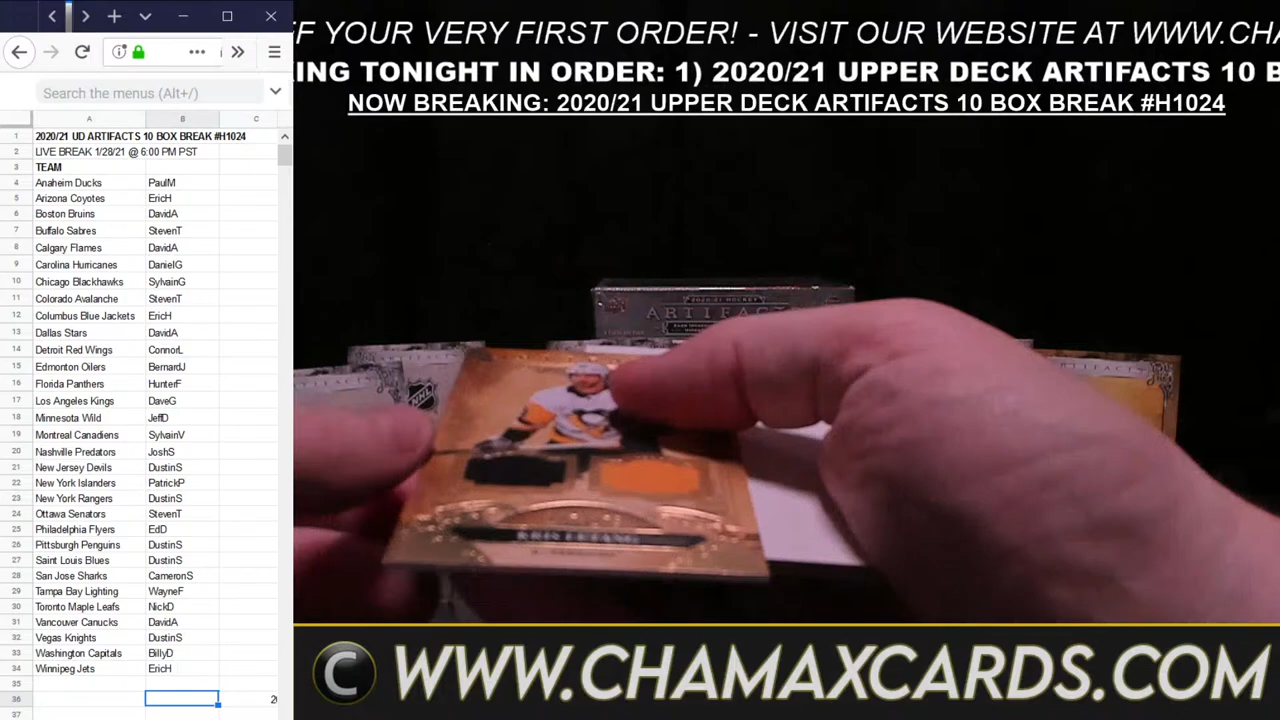 FF YOUR VERY FIRST ORDER! - VISIT OUR WEBSITE AT WWW.CHA
ING TONIGHT IN ORDER: 1) 2020/21 UPPER DECK ARTIFACTS 10 B
NOW BREAKING: 2020/21 UPPER DECK ARTIFACTS 10 BOX BREAK #H1024
Search the menus (Alt+/)
A B C
1 2020/21 UD ARTIFACTS 10 BOX BREAK #H1024
2 LIVE BREAK 1/28/21 @ 6:00 PM PST
3 TEAM
4 Anaheim Ducks PaulM
5 Arizona Coyotes EricH
6 Boston Bruins DavidA
7 Buffalo Sabres StevenT
8 Calgary Flames DavidA
9 Carolina Hurricanes DanielG
10 Chicago Blackhawks SylvainG
11 Colorado Avalanche StevenT
12 Columbus Blue Jackets EricH
13 Dallas Stars DavidA
14 Detroit Red Wings ConnorL
15 Edmonton Oilers BernardJ
16 Florida Panthers HunterF
17 Los Angeles Kings DaveG
18 Minnesota Wild JeffD
19 Montreal Canadiens SylvainV
20 Nashville Predators JoshS
21 New Jersey Devils DustinS
22 New York Islanders PatrickP
23 New York Rangers DustinS
24 Ottawa Senators StevenT
25 Philadelphia Flyers EdD
26 Pittsburgh Penguins DustinS
27 Saint Louis Blues DustinS
28 San Jose Sharks CameronS
29 Tampa Bay Lighting WayneF
30 Toronto Maple Leafs NickD
31 Vancouver Canucks DavidA
32 Vegas Knights DustinS
33 Washington Capitals BillyD
34 Winnipeg Jets EricH
35
36 20
37
2020-21 HOCKEY
ARTIFACT
NHL
KRIS LETANG
C WWW.CHAMAXCARDS.COM